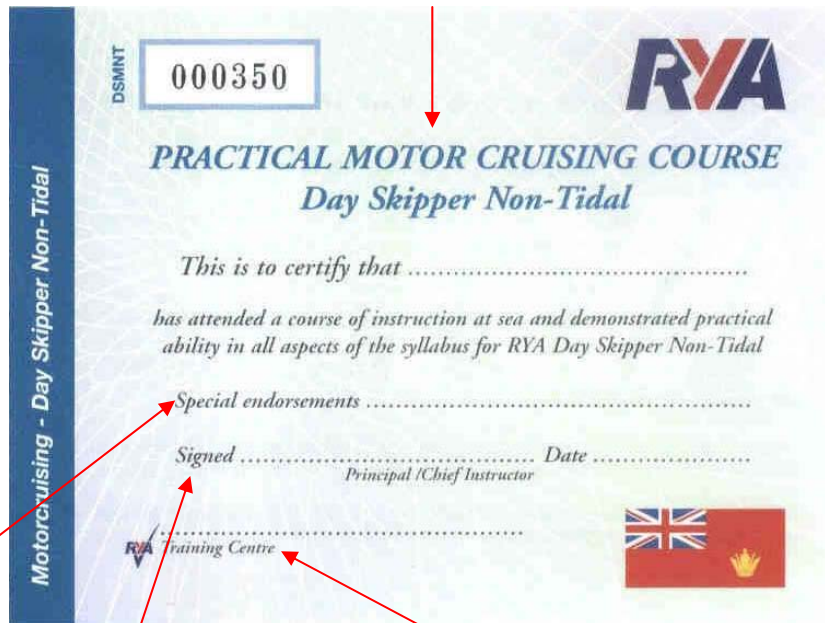 DSMNT
000350
RYA
PRACTICAL MOTOR CRUISING COURSE
Day Skipper Non-Tidal
This is to certify that ..............................................
has attended a course of instruction at sea and demonstrated practical
ability in all aspects of the syllabus for RYA Day Skipper Non-Tidal
Special endorsements ....................................................
Signed ......................................... Date .....................
Principal /Chief Instructor
.................................................
RYA Training Centre
Motorcruising - Day Skipper Non-Tidal